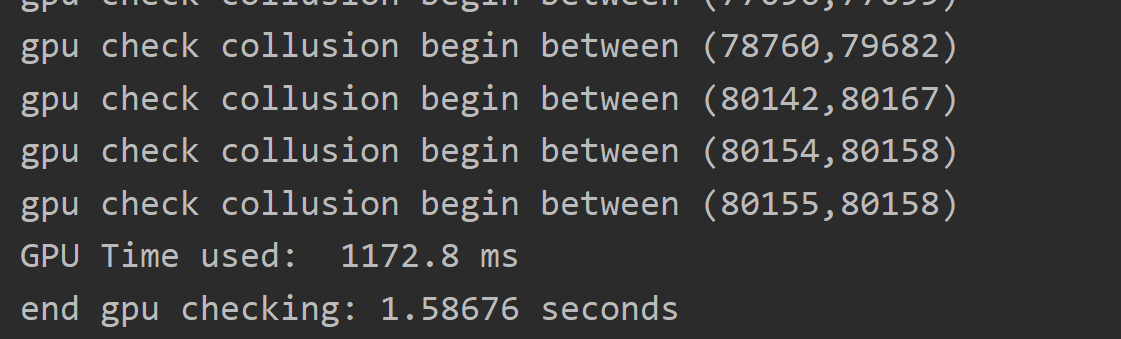 gpu check collusion begin between (77696,77699)
gpu check collusion begin between (78760,79682)
gpu check collusion begin between (80142,80167)
gpu check collusion begin between (80154,80158)
gpu check collusion begin between (80155,80158)
GPU Time used:  1172.8 ms
end gpu checking: 1.58676 seconds